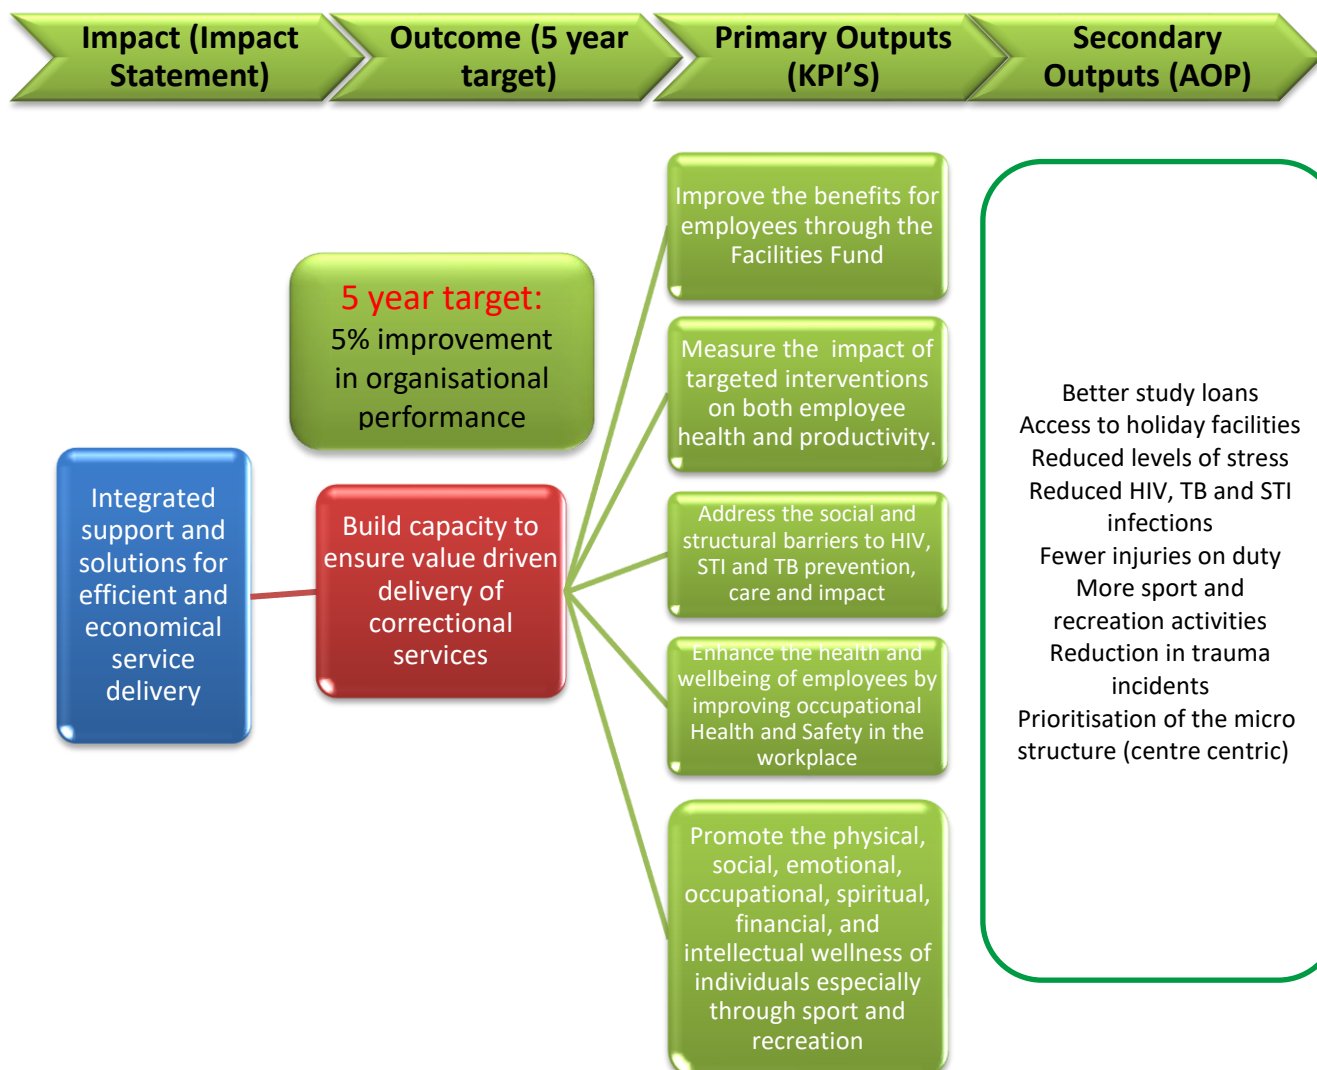 Impact (Impact
Statement)
Outcome (5 year
target)
Primary Outputs
(KPI’S)
Secondary
Outputs (AOP)
5 year target:
5% improvement
in organisational
performance
Integrated
support and
solutions for
efficient and
economical
service
delivery
Build capacity to
ensure value driven
delivery of
correctional
services
Improve the benefits for
employees through the
Facilities Fund
Measure the  impact of
targeted interventions
on both employee
health and productivity.
Address the social and
structural barriers to HIV,
STI and TB prevention,
care and impact
Enhance the health and
wellbeing of employees by
improving occupational
Health and Safety in the
workplace
Promote the physical,
social, emotional,
occupational, spiritual,
financial, and
intellectual wellness of
individuals especially
through sport and
recreation
Better study loans
Access to holiday facilities
Reduced levels of stress
Reduced HIV, TB and STI
infections
Fewer injuries on duty
More sport and
recreation activities
Reduction in trauma
incidents
Prioritisation of the micro
structure (centre centric)